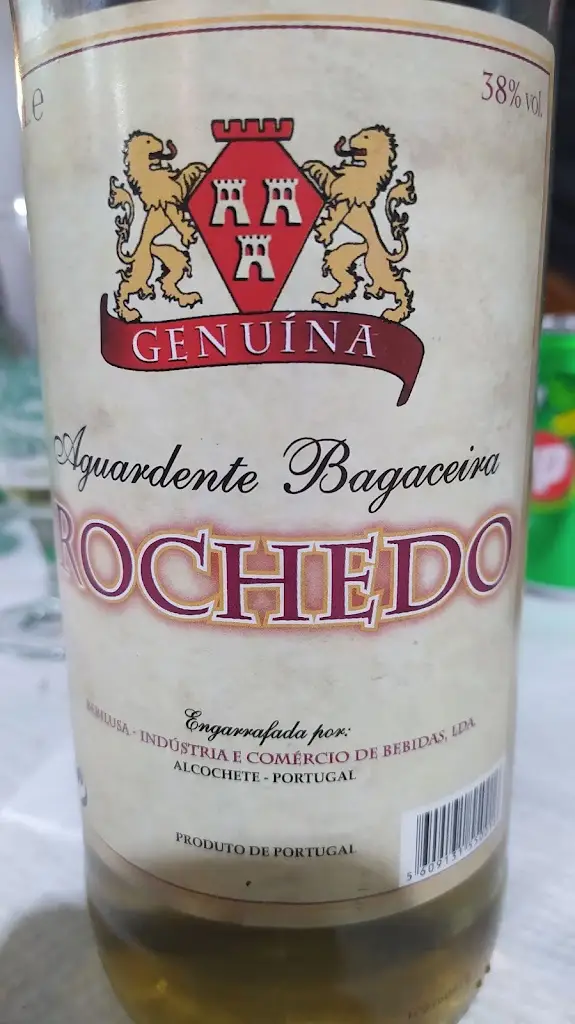 e
38% vol.
GENUÍNA
Aguardente Bagaceira
ROCHEDO
Engarrafada por:
- INDÚSTRIA E COMÉRCIO DE BEBIDAS, LDA.
ALCOCHETE - PORTUGAL
PRODUTO DE PORTUGAL